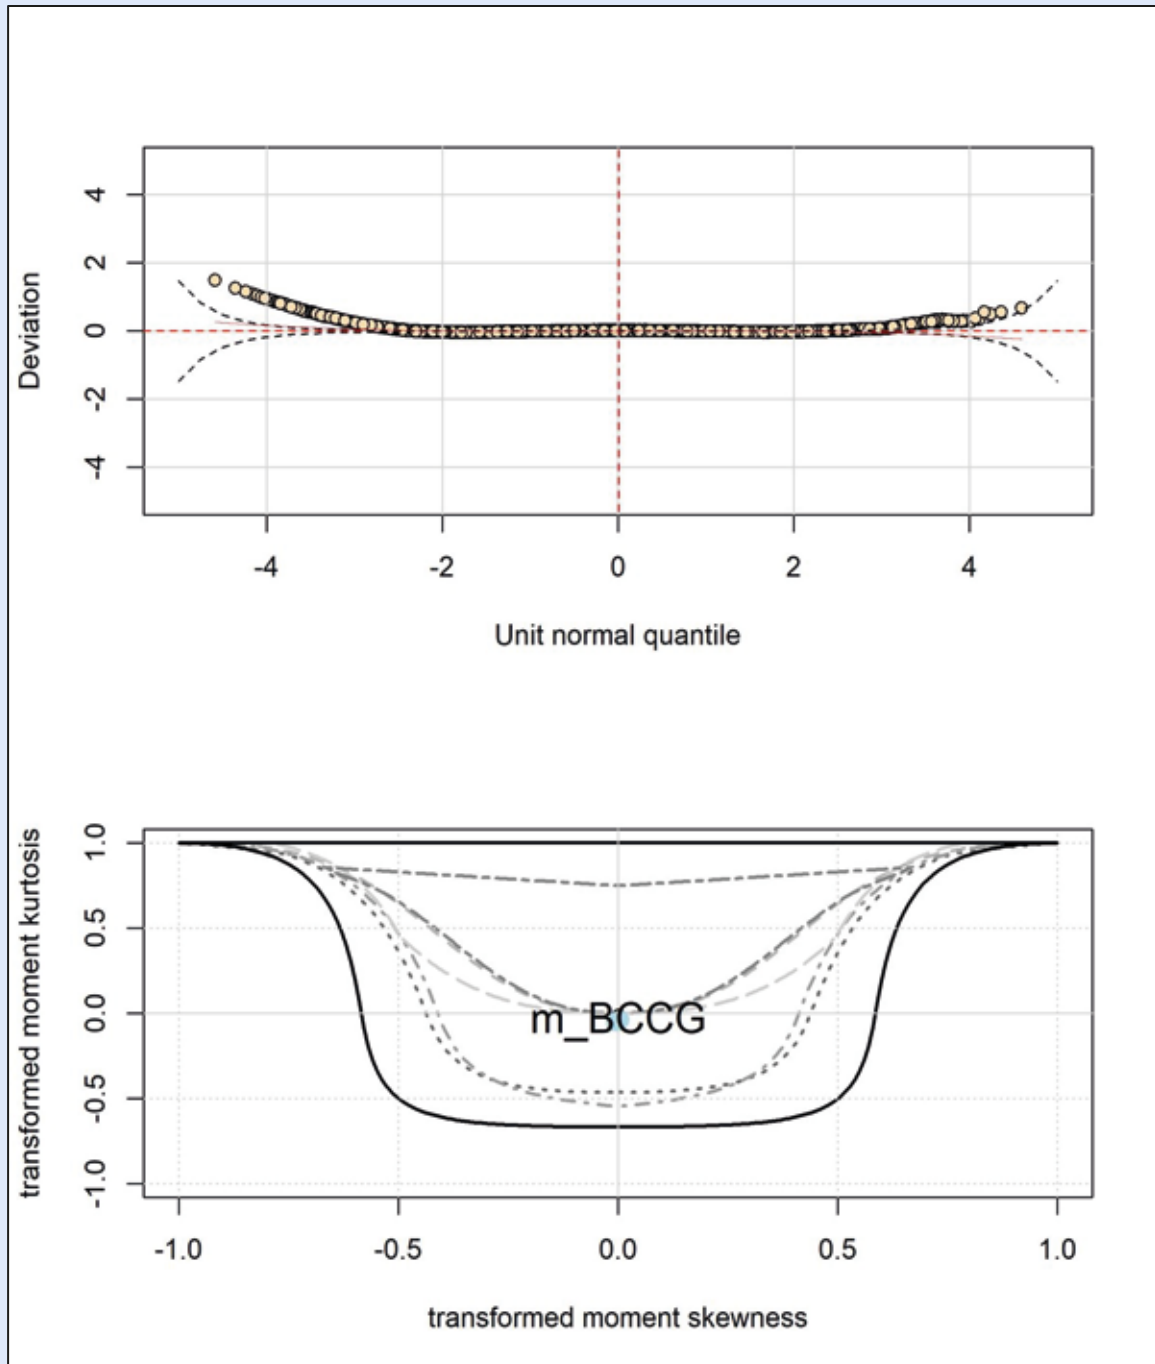 Deviation
4
2
0
-2
-4
-4 -2 0 2 4
Unit normal quantile
transformed moment kurtosis
1.0
0.5
0.0
-0.5
-1.0
m_BCCG
-1.0 -0.5 0.0 0.5 1.0
transformed moment skewness